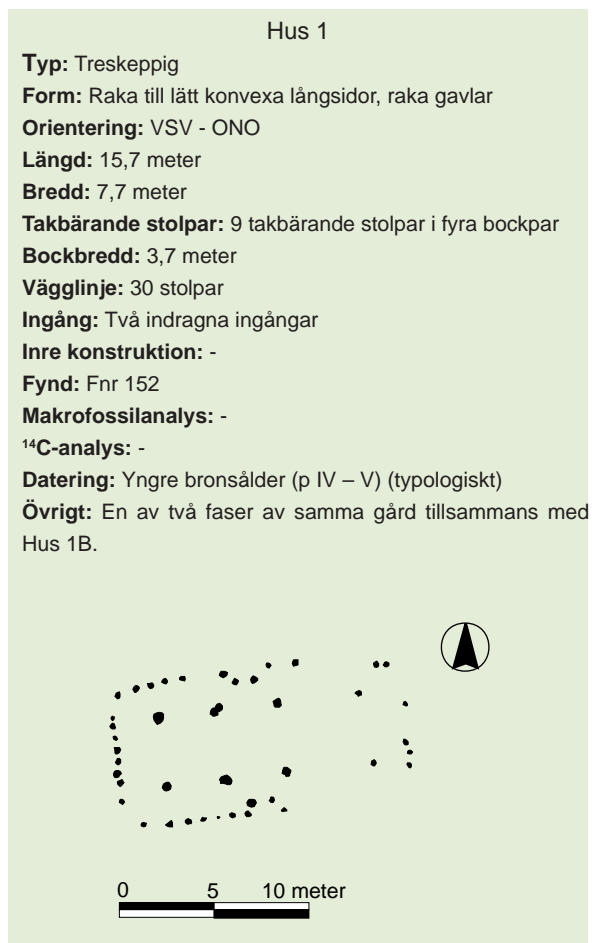 Hus 1
Typ: Treskeppig
Form: Raka till lätt konvexa långsidor, raka gavlar
Orientering: VSV - ONO
Längd: 15,7 meter
Bredd: 7,7 meter
Takbärande stolpar: 9 takbärande stolpar i fyra bockpar
Bockbredd: 3,7 meter
Vägglinje: 30 stolpar
Ingång: Två indragna ingångar
Inre konstruktion: -
Fynd: Fnr 152
Makrofossilanalys: -
¹⁴C-analys: -
Datering: Yngre bronsålder (p IV – V) (typologiskt)
Övrigt: En av två faser av samma gård tillsammans med
Hus 1B.
0 5 10 meter